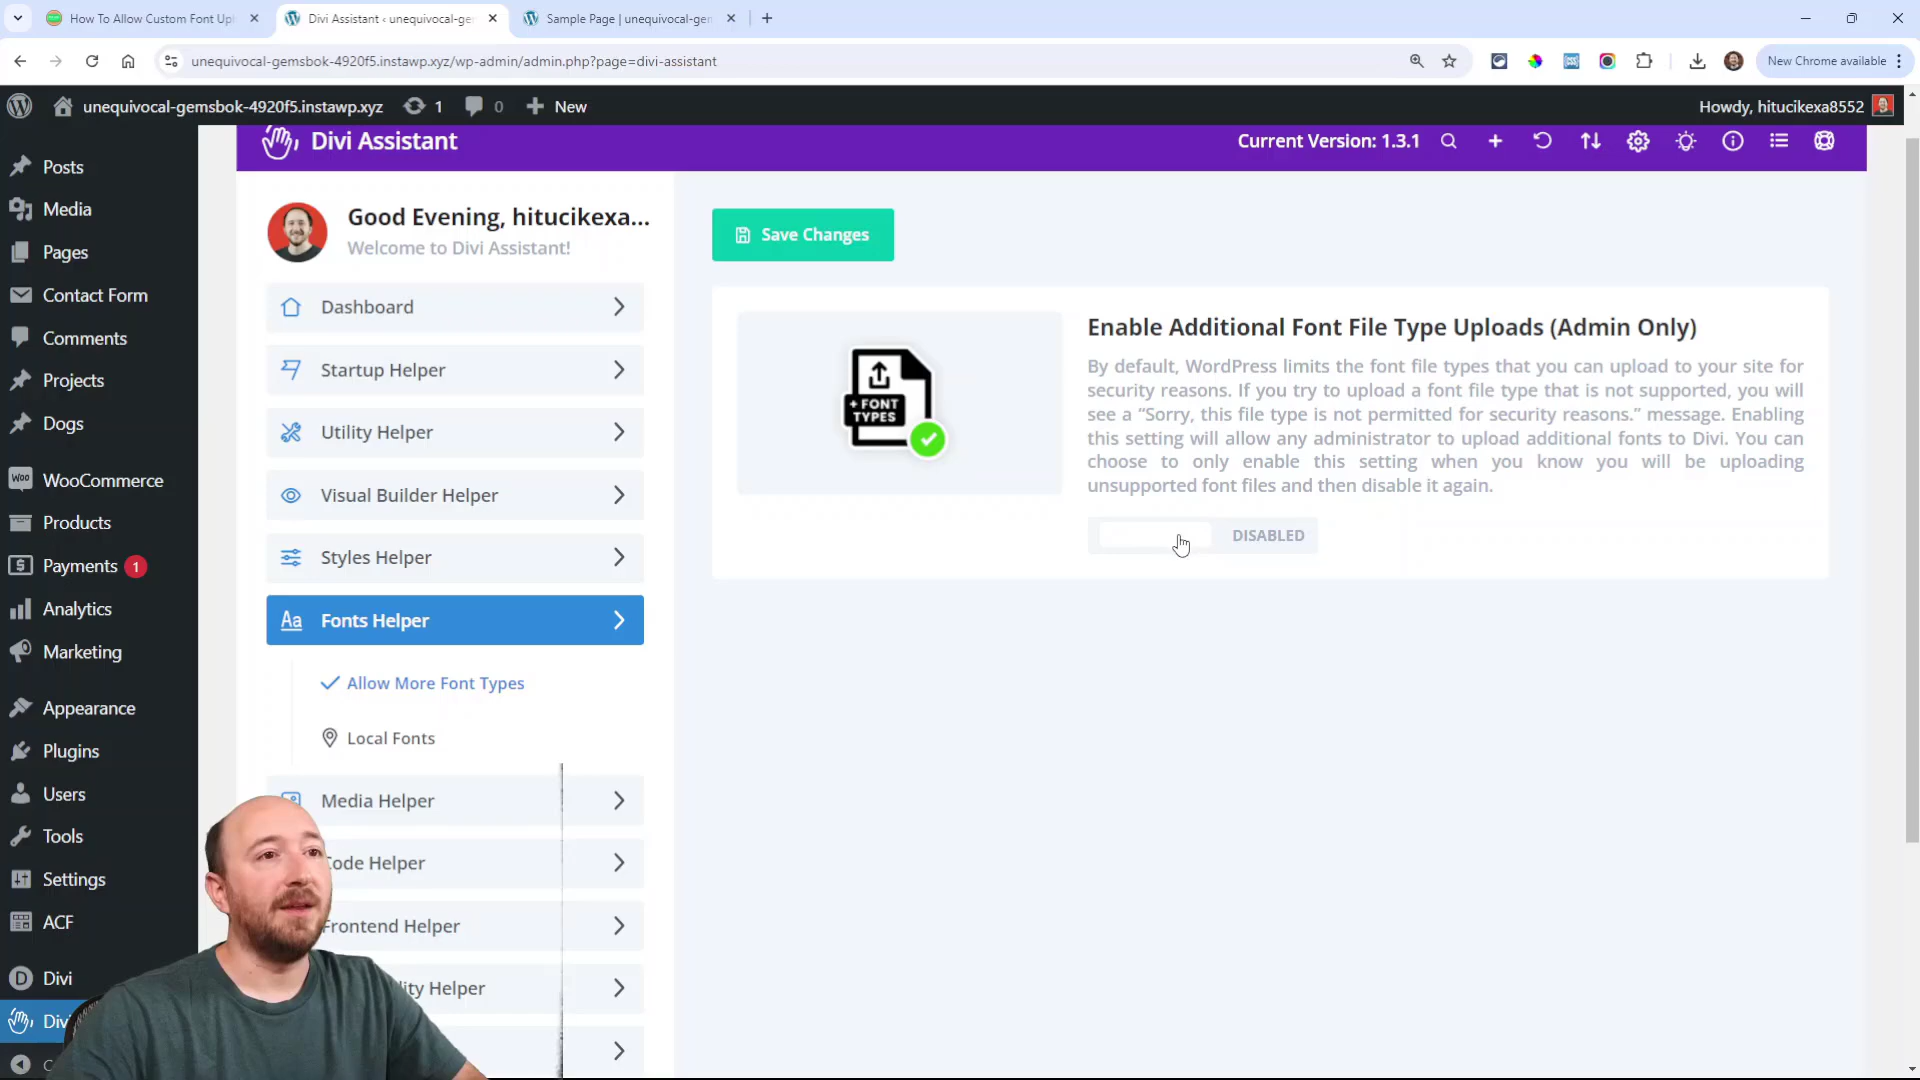 How To Allow Custom Font Upl
Divi Assistant ‹ unequivocal-ge
Sample Page | unequivocal-gem
unequivocal-gemsbok-4920f5.instawp.xyz/wp-admin/admin.php?page=divi-assistant
New Chrome available
unequivocal-gemsbok-4920f5.instawp.xyz
1
0
New
Howdy, hitucikexa8552
Posts
Media
Pages
Contact Form
Comments
Projects
Dogs
Woo
WooCommerce
Products
Payments 1
Analytics
Marketing
Appearance
Plugins
Users
Tools
Settings
ACF
Divi
Div
Divi Assistant
Current Version: 1.3.1
Good Evening, hitucikexa...
Welcome to Divi Assistant!
Dashboard
Startup Helper
Utility Helper
Visual Builder Helper
Styles Helper
Aa Fonts Helper
Allow More Font Types
Local Fonts
Media Helper
Code Helper
Frontend Helper
ity Helper
Save Changes
+ FONT
TYPES
Enable Additional Font File Type Uploads (Admin Only)
By default, WordPress limits the font file types that you can upload to your site for
security reasons. If you try to upload a font file type that is not supported, you will
see a “Sorry, this file type is not permitted for security reasons.” message. Enabling
this setting will allow any administrator to upload additional fonts to Divi. You can
choose to only enable this setting when you know you will be uploading
unsupported font files and then disable it again.
DISABLED